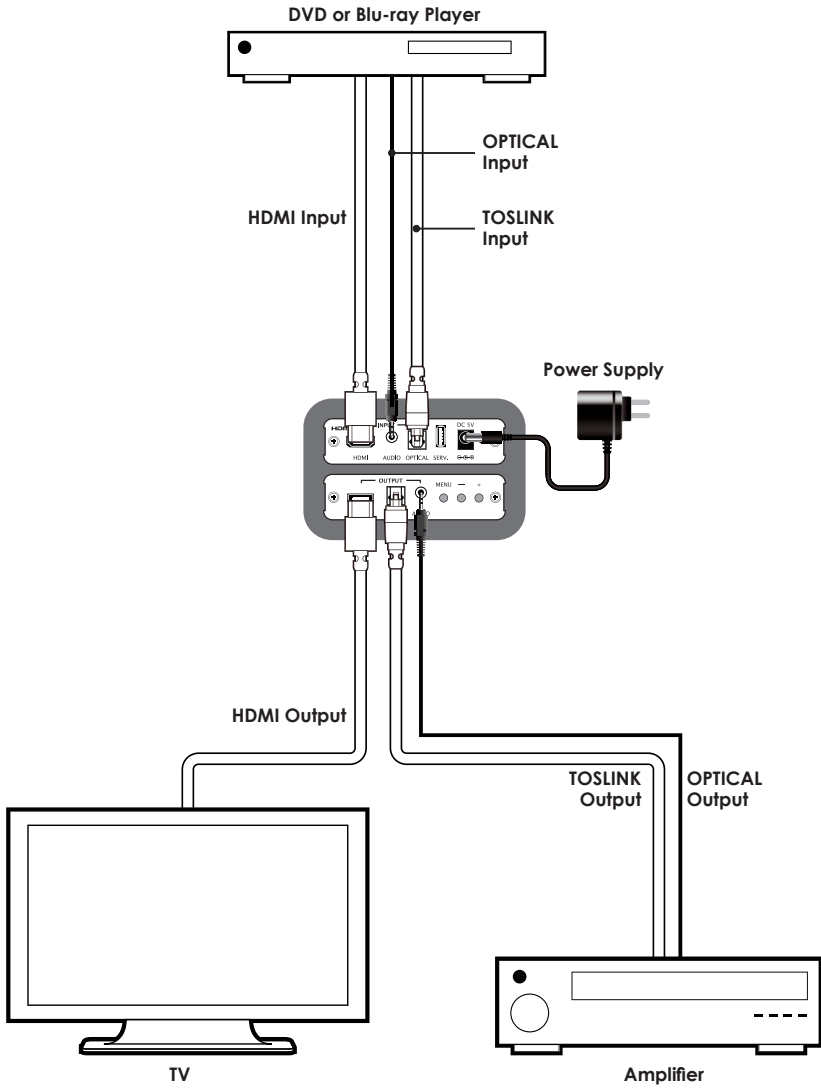 DVD or Blu-ray Player
OPTICAL
Input
HDMI Input
TOSLINK
Input
Power Supply
INPUT
DC 5V
HDMI AUDIO OPTICAL SERV.
OUTPUT
MENU − +
HDMI Output
TOSLINK
Output
OPTICAL
Output
TV
Amplifier